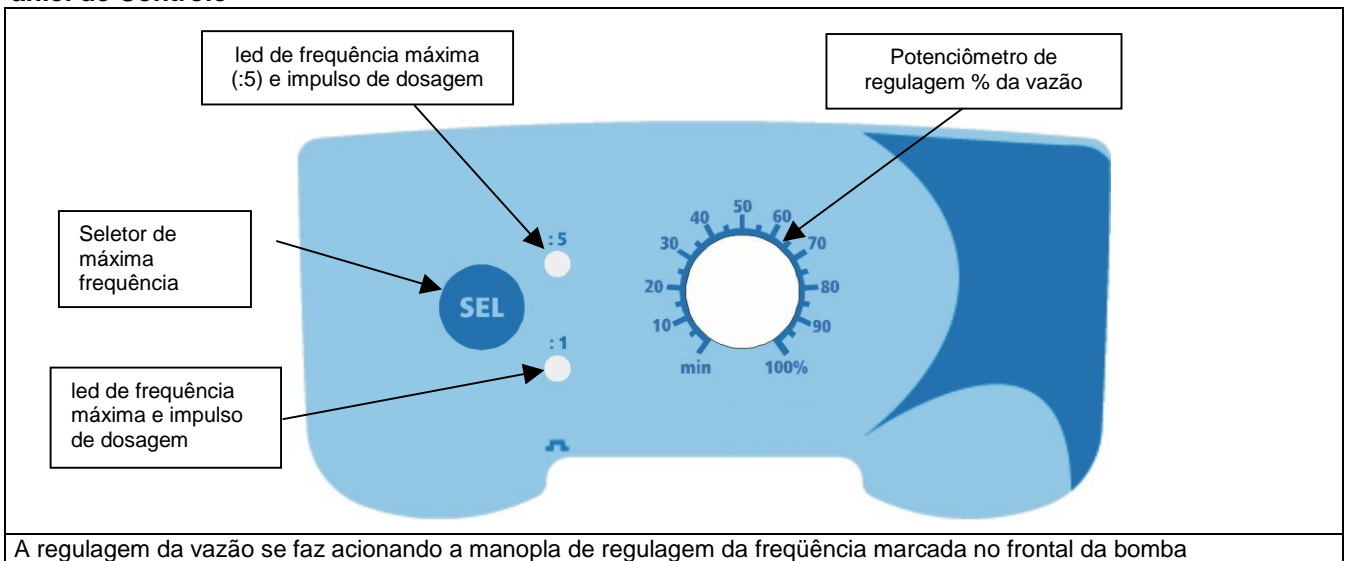 led de frequência máxima
(:5) e impulso de dosagem
Potenciômetro de
regulagem % da vazão
Seletor de
máxima
frequência
led de frequência
máxima e impulso
de dosagem
SEL
:5
:1
min
10
20
30
40
50
60
70
80
90
100%
A regulagem da vazão se faz acionando a manopla de regulagem da freqüência marcada no frontal da bomba